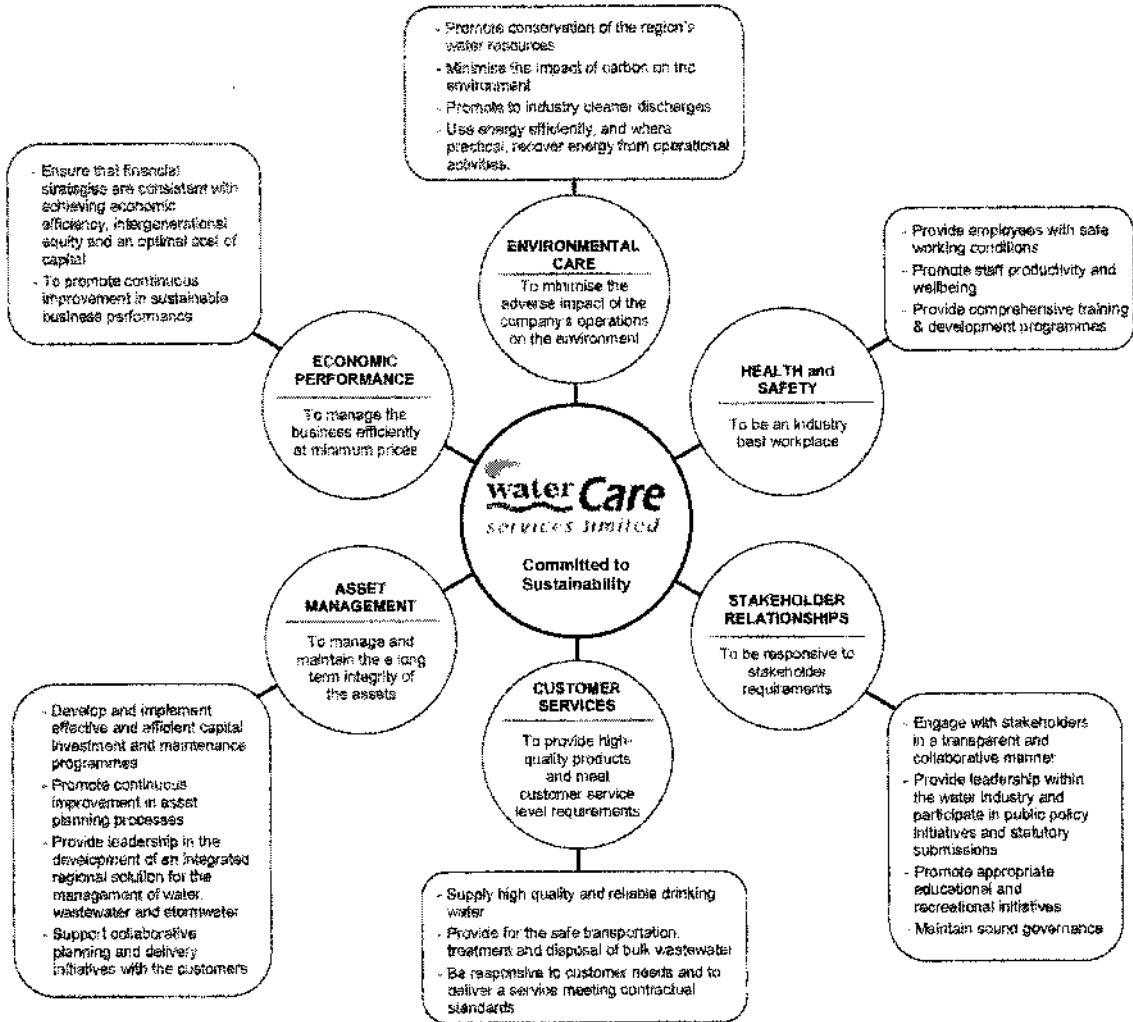 - Promote conservation of the region's
water resources
- Minimise the impact of carbon on the
environment
- Promote to industry cleaner discharges
- Use energy efficiently, and where
practical, recover energy from operational
activities.
- Ensure that financial
strategies are consistent with
achieving economic
efficiency, intergenerational
equity and an optimal cost of
capital
- To promote continuous
improvement in sustainable
business performance
ENVIRONMENTAL
CARE
To minimise the
adverse impact of the
company's operations
on the environment
- Provide employees with safe
working conditions
- Promote staff productivity and
wellbeing
- Provide comprehensive training
& development programmes
ECONOMIC
PERFORMANCE
To manage the
business efficiently
at minimum prices
HEALTH and
SAFETY
To be an industry
best workplace
water Care
services limited
Committed to
Sustainability
ASSET
MANAGEMENT
To manage and
maintain the e long
term integrity of
the assets
STAKEHOLDER
RELATIONSHIPS
To be responsive to
stakeholder
requirements
CUSTOMER
SERVICES
To provide high-
quality products
and meet
customer service
level requirements
- Develop and implement
effective and efficient capital
investment and maintenance
programmes
- Promote continuous
improvement in asset
planning processes
- Provide leadership in the
development of an integrated
regional solution for the
management of water,
wastewater and stormwater
- Support collaborative
planning and delivery
initiatives with the customers
- Engage with stakeholders
in a transparent and
collaborative manner
- Provide leadership within
the water industry and
participate in public policy
initiatives and statutory
submissions
- Promote appropriate
educational and
recreational initiatives
- Maintain sound governance
- Supply high quality and reliable drinking
water
- Provide for the safe transportation,
treatment and disposal of bulk wastewater
- Be responsive to customer needs and to
deliver a service meeting contractual
standards